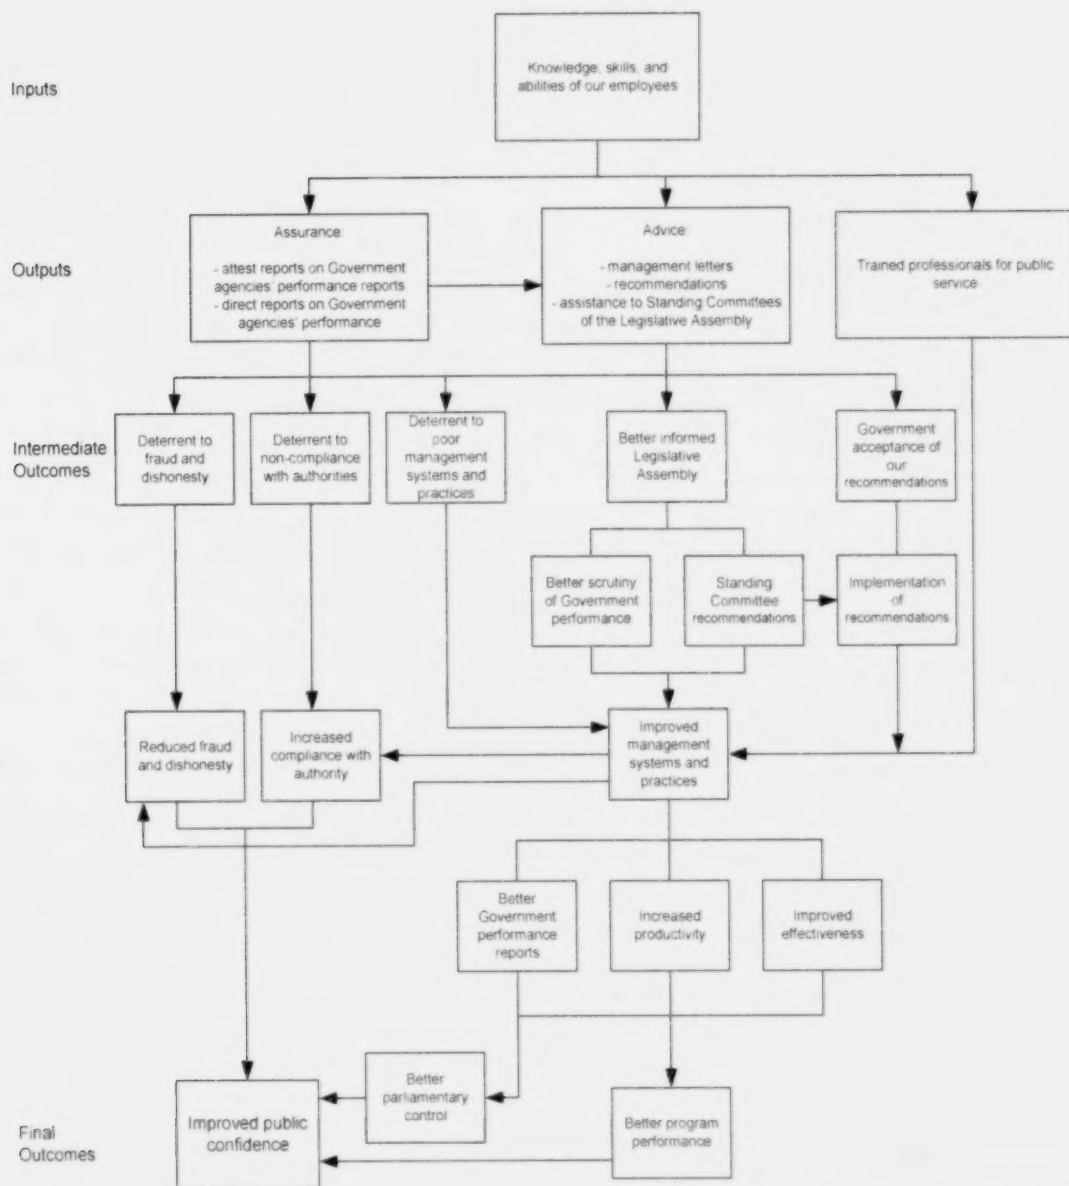 Inputs
Knowledge, skills, and
abilities of our employees
Outputs
Assurance:
- attest reports on Government
agencies' performance reports
- direct reports on Government
agencies' performance
Advice:
- management letters
- recommendations
- assistance to Standing Committees
of the Legislative Assembly
Trained professionals for public
service
Intermediate
Outcomes
Deterrent to
fraud and
dishonesty
Deterrent to
non-compliance
with authorities
Deterrent to
poor
management
systems and
practices
Better informed
Legislative
Assembly
Government
acceptance of
our
recommendations
Better scrutiny
of Government
performance
Standing
Committee
recommendations
Implementation
of
recommendations
Reduced fraud
and dishonesty
Increased
compliance with
authority
Improved
management
systems and
practices
Better
Government
performance
reports
Increased
productivity
Improved
effectiveness
Final
Outcomes
Improved public
confidence
Better
parliamentary
control
Better program
performance